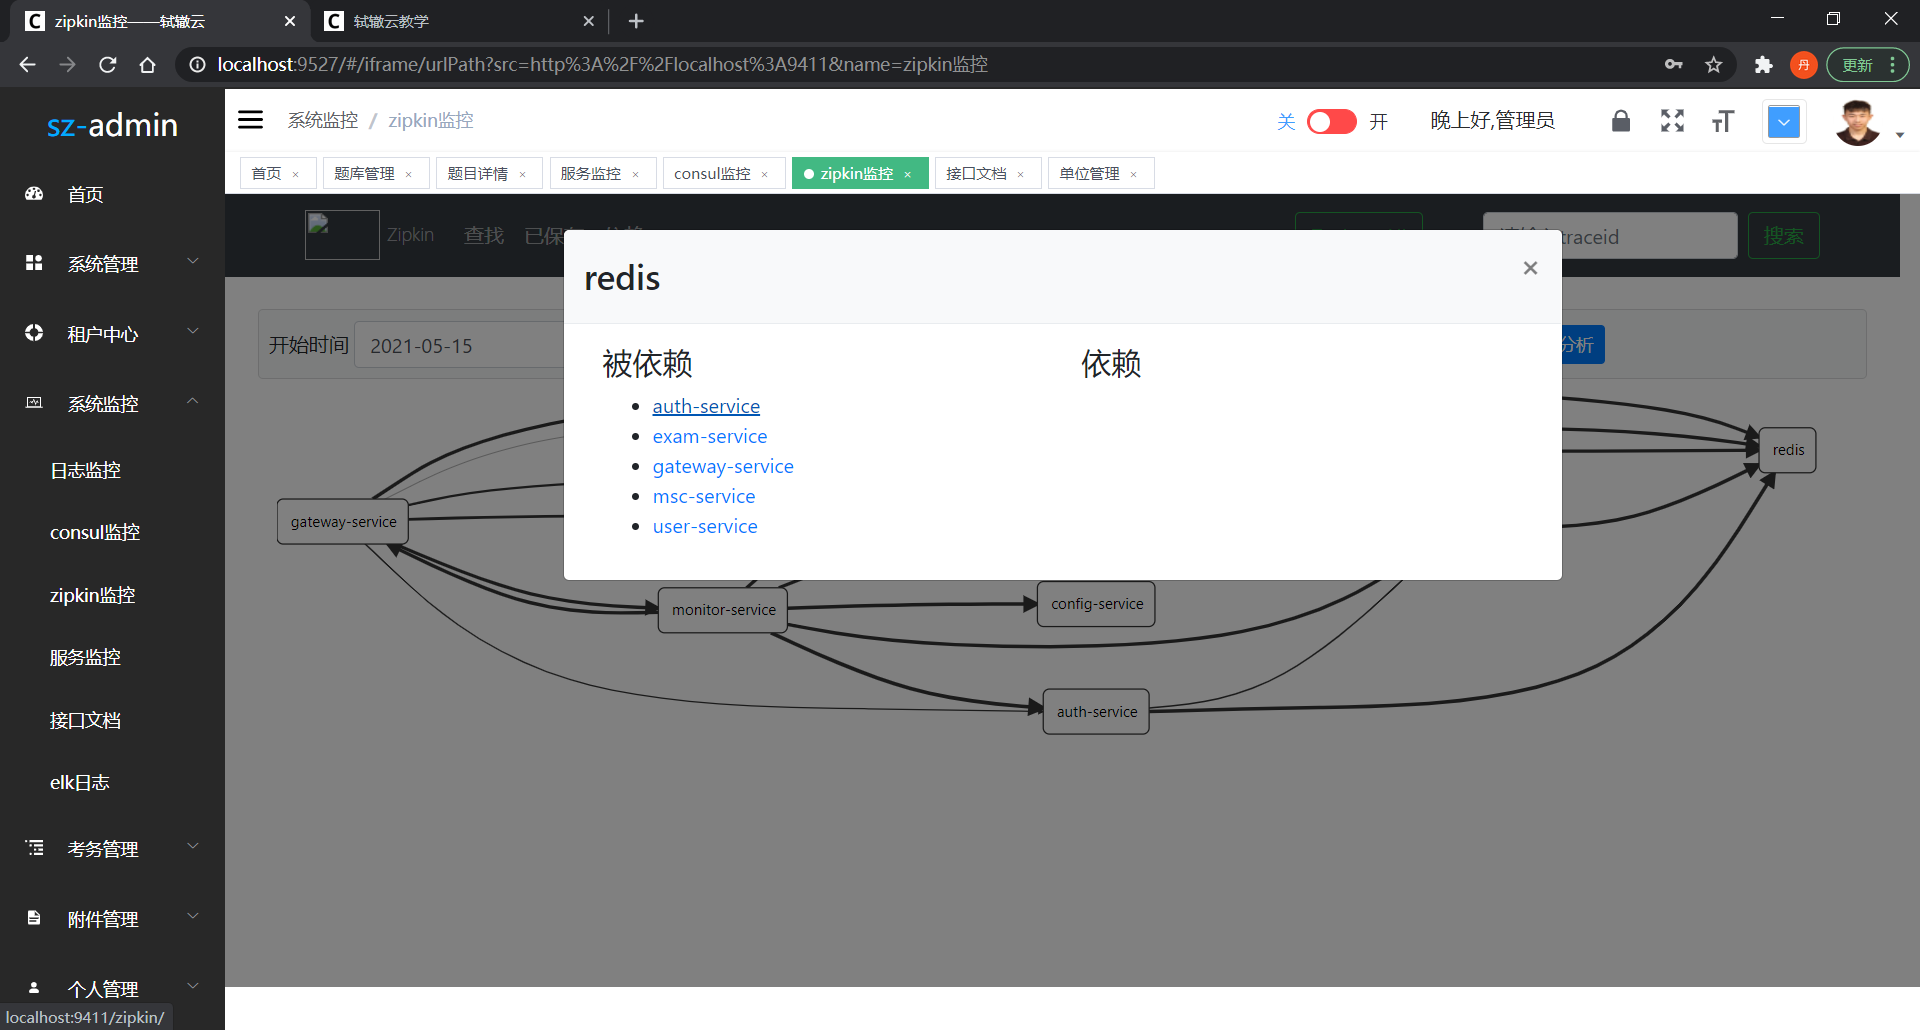 zipkin监控——轼辙云
轼辙云教学
localhost:9527/#/iframe/urlPath?src=http%3A%2F%2Flocalhost%3A9411&name=zipkin监控
丹
更新
sz-admin
系统监控 / zipkin监控
关
开
晚上好,管理员
首页
题库管理
题目详情
服务监控
consul监控
zipkin监控
接口文档
单位管理
首页
系统管理
租户中心
系统监控
日志监控
consul监控
zipkin监控
服务监控
接口文档
elk日志
考务管理
附件管理
个人管理
Zipkin
查找
traceid
搜索
开始时间
2021-05-15
分析
redis
被依赖
依赖
auth-service
exam-service
gateway-service
msc-service
user-service
redis
gateway-service
monitor-service
config-service
auth-service
localhost:9411/zipkin/